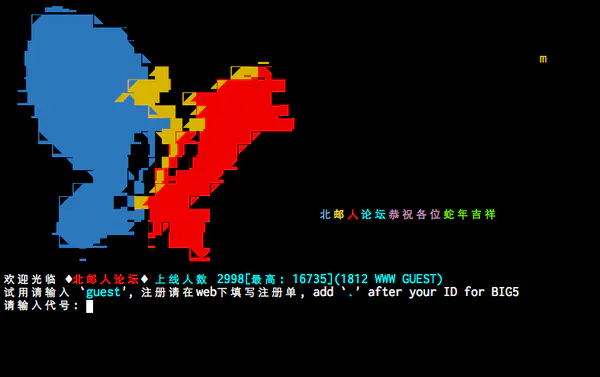 m
北邮人论坛恭祝各位蛇年吉祥
欢迎光临 ◆北邮人论坛◆ 上线人数 2998[最高: 16735](1812 WWW GUEST)
试用请输入 `guest', 注册请在web下填写注册单, add `.' after your ID for BIG5
请输入代号: